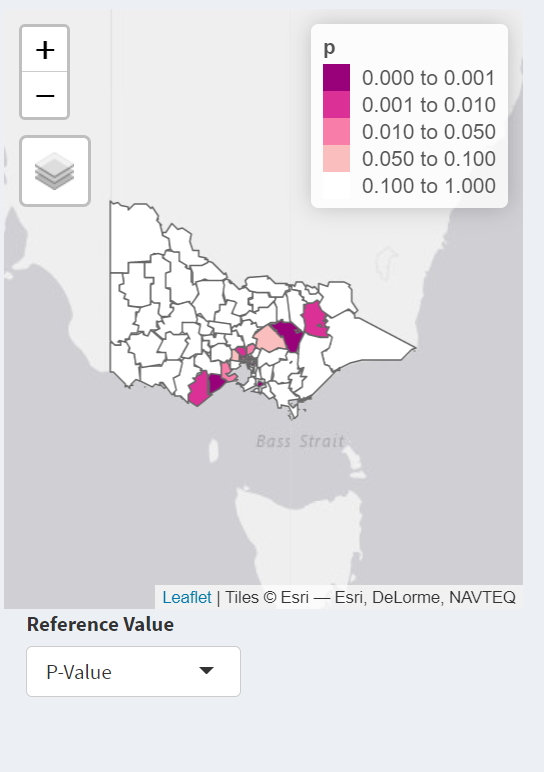 +
−
p
0.000 to 0.001
0.001 to 0.010
0.010 to 0.050
0.050 to 0.100
0.100 to 1.000
Bass Strait
Leaflet | Tiles © Esri — Esri, DeLorme, NAVTEQ
Reference Value
P-Value